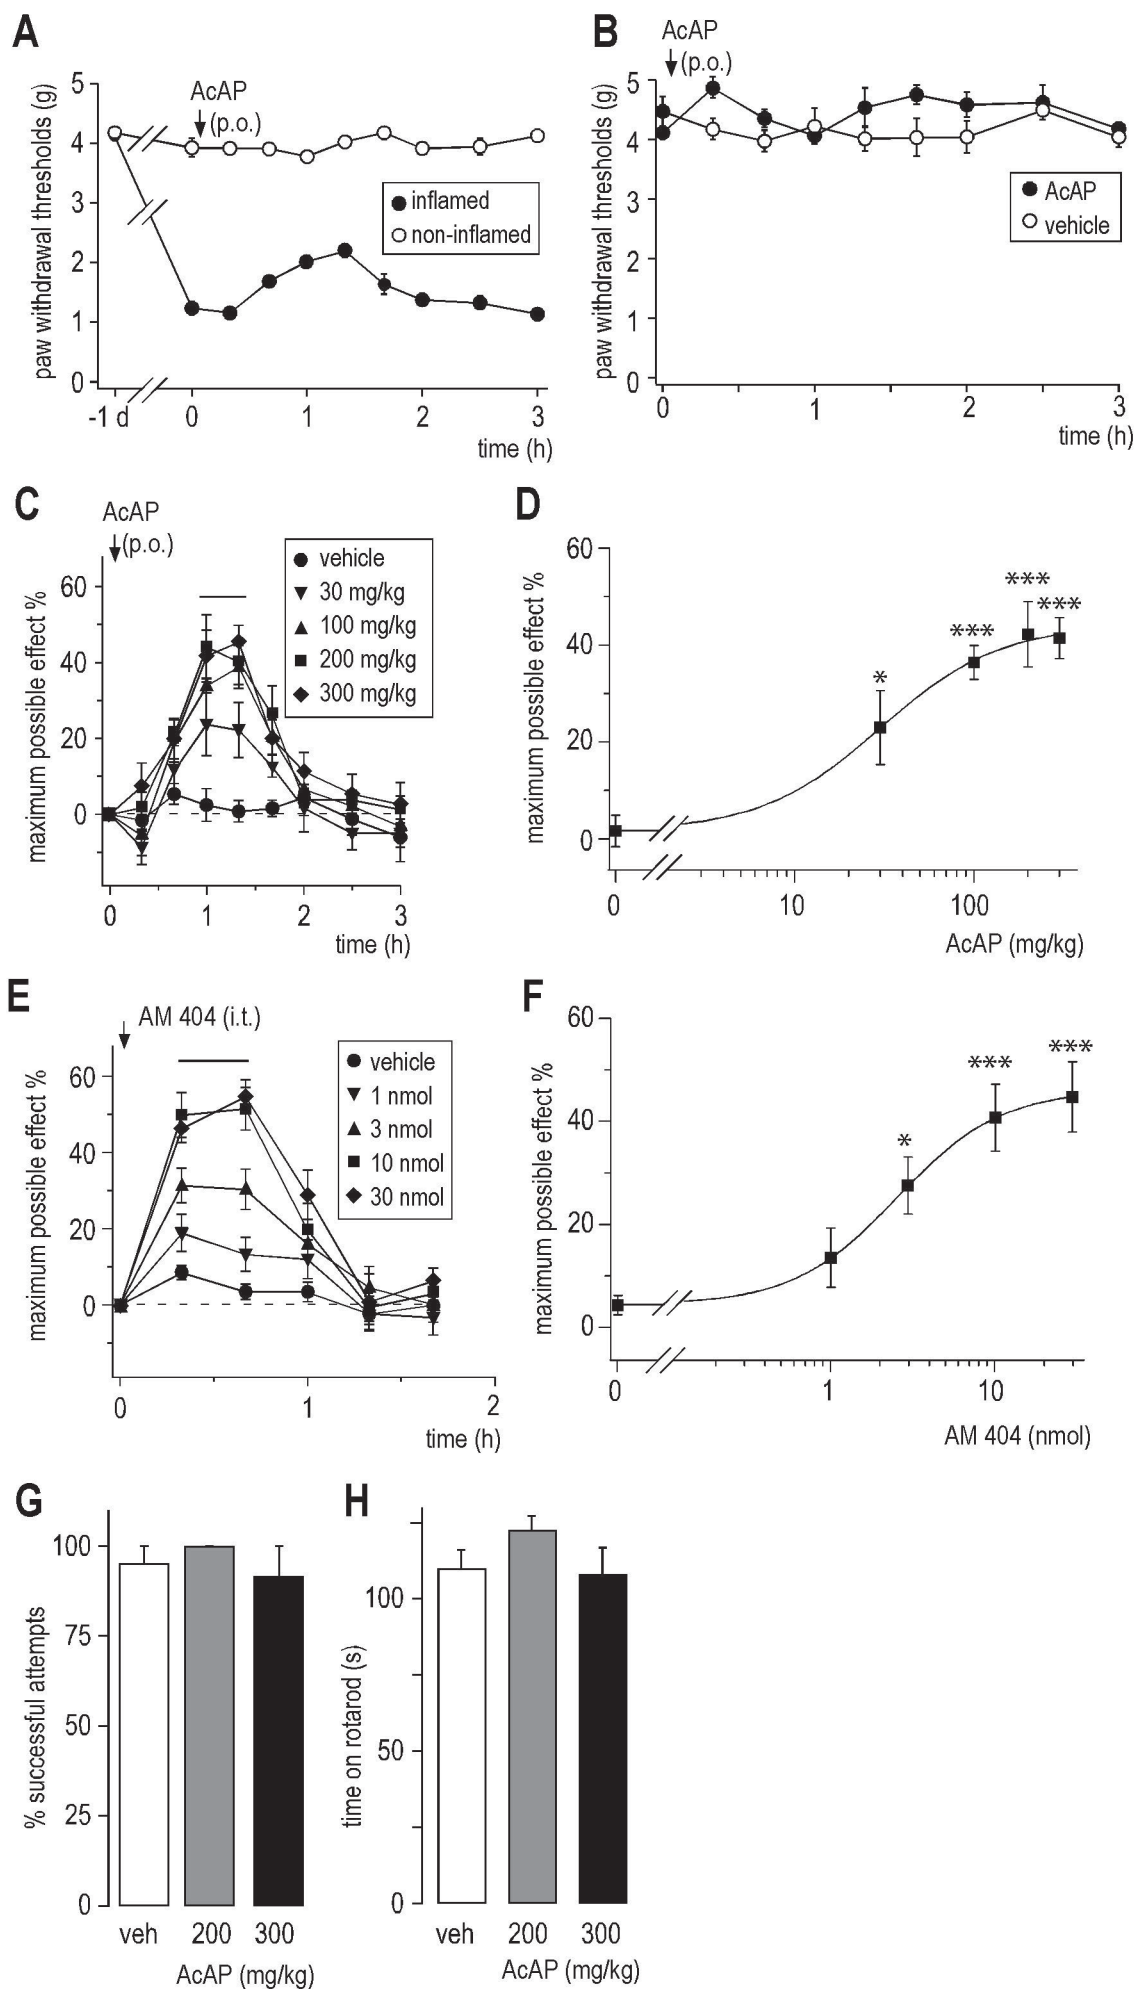 A
AcAP
(p.o.)
paw withdrawal thresholds (g)
5
4
3
2
1
0
inflamed
non-inflamed
-1 d
0
1
2
3
time (h)
B
AcAP
(p.o.)
paw withdrawal thresholds (g)
5
4
3
2
1
0
AcAP
vehicle
0
1
2
3
time (h)
C
AcAP
(p.o.)
maximum possible effect %
60
40
20
0
vehicle
30 mg/kg
100 mg/kg
200 mg/kg
300 mg/kg
0
1
2
3
time (h)
D
maximum possible effect %
60
40
20
0
*
***
***
***
0
10
100
AcAP (mg/kg)
E
AM 404 (i.t.)
maximum possible effect %
60
40
20
0
vehicle
1 nmol
3 nmol
10 nmol
30 nmol
0
1
2
time (h)
F
maximum possible effect %
60
40
20
0
*
***
***
0
1
10
AM 404 (nmol)
G
% successful attempts
100
75
50
25
0
veh
200
300
AcAP (mg/kg)
H
time on rotarod (s)
100
50
0
veh
200
300
AcAP (mg/kg)